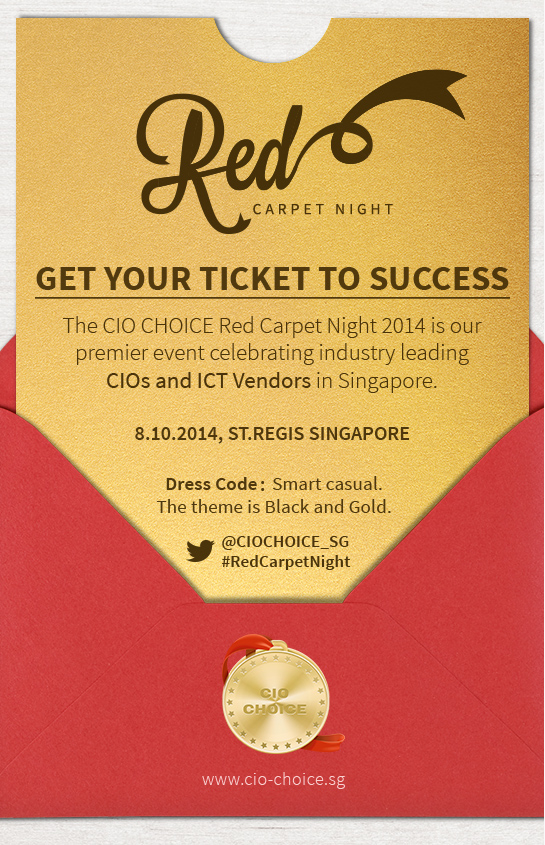 Red
CARPET NIGHT
GET YOUR TICKET TO SUCCESS
The CIO CHOICE Red Carpet Night 2014 is our
premier event celebrating industry leading
CIOs and ICT Vendors in Singapore.
8.10.2014, ST.REGIS SINGAPORE
Dress Code: Smart casual.
The theme is Black and Gold.
@CIOCHOICE_SG
#RedCarpetNight
CIO
CHOICE
www.cio-choice.sg